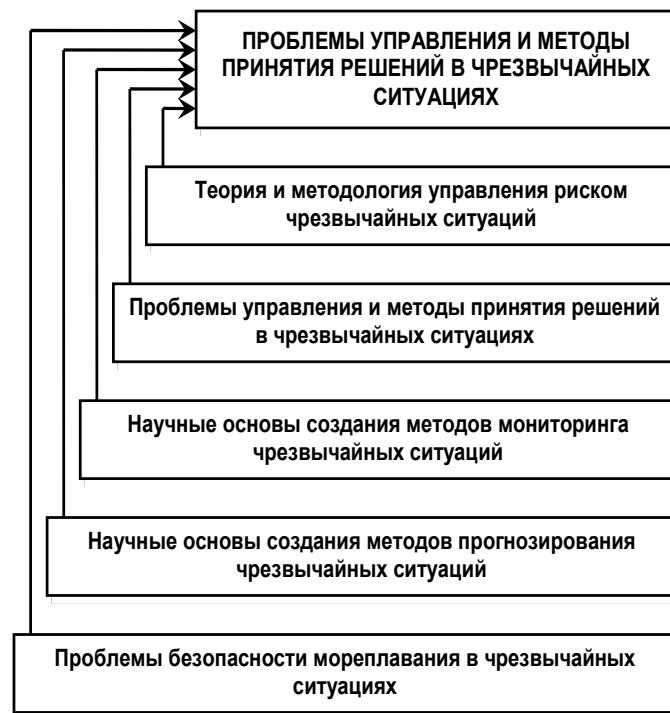 ПРОБЛЕМЫ УПРАВЛЕНИЯ И МЕТОДЫ
ПРИНЯТИЯ РЕШЕНИЙ В ЧРЕЗВЫЧАЙНЫХ
СИТУАЦИЯХ
Теория и методология управления риском
чрезвычайных ситуаций
Проблемы управления и методы принятия решений
в чрезвычайных ситуациях
Научные основы создания методов мониторинга
чрезвычайных ситуаций
Научные основы создания методов прогнозирования
чрезвычайных ситуаций
Проблемы безопасности мореплавания в чрезвычайных
ситуациях